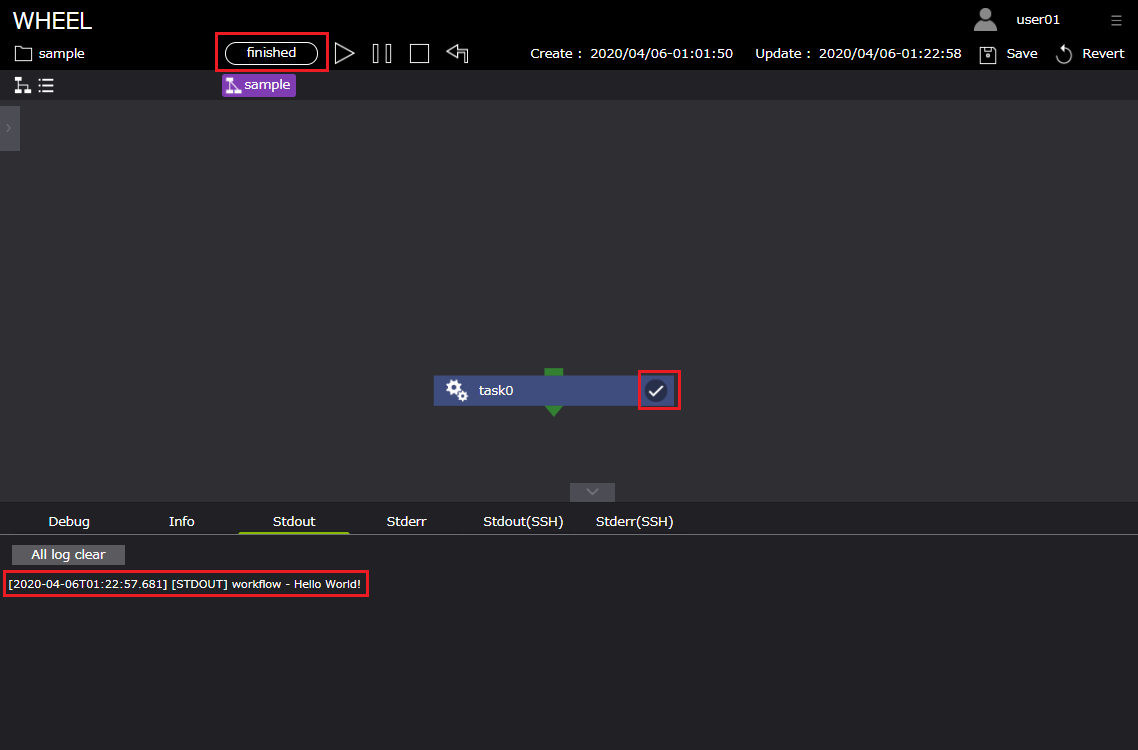 WHEEL
user01
sample
finished
Create : 2020/04/06-01:01:50
Update : 2020/04/06-01:22:58
Save
Revert
sample
task0
Debug
Info
Stdout
Stderr
Stdout(SSH)
Stderr(SSH)
All log clear
[2020-04-06T01:22:57.681] [STDOUT] workflow - Hello World!